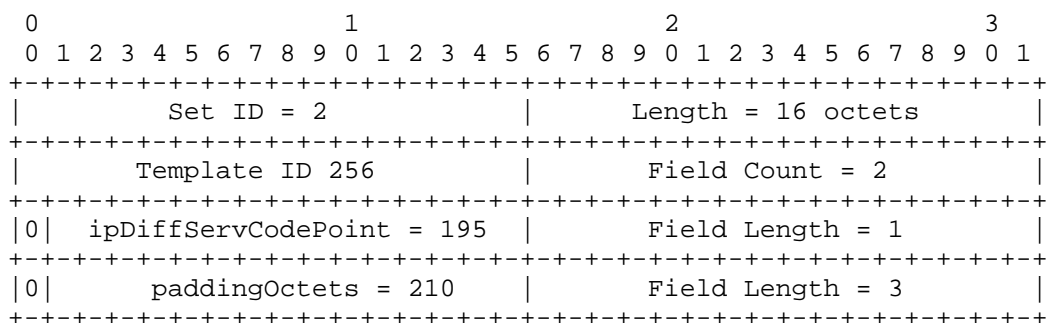 0                   1                   2                   3
0 1 2 3 4 5 6 7 8 9 0 1 2 3 4 5 6 7 8 9 0 1 2 3 4 5 6 7 8 9 0 1
+-+-+-+-+-+-+-+-+-+-+-+-+-+-+-+-+-+-+-+-+-+-+-+-+-+-+-+-+-+-+-+-+
|         Set ID = 2            |      Length = 16 octets       |
+-+-+-+-+-+-+-+-+-+-+-+-+-+-+-+-+-+-+-+-+-+-+-+-+-+-+-+-+-+-+-+-+
|       Template ID 256         |       Field Count = 2         |
+-+-+-+-+-+-+-+-+-+-+-+-+-+-+-+-+-+-+-+-+-+-+-+-+-+-+-+-+-+-+-+-+
|0|  ipDiffServCodePoint = 195  |       Field Length = 1        |
+-+-+-+-+-+-+-+-+-+-+-+-+-+-+-+-+-+-+-+-+-+-+-+-+-+-+-+-+-+-+-+-+
|0|      paddingOctets = 210    |       Field Length = 3        |
+-+-+-+-+-+-+-+-+-+-+-+-+-+-+-+-+-+-+-+-+-+-+-+-+-+-+-+-+-+-+-+-+